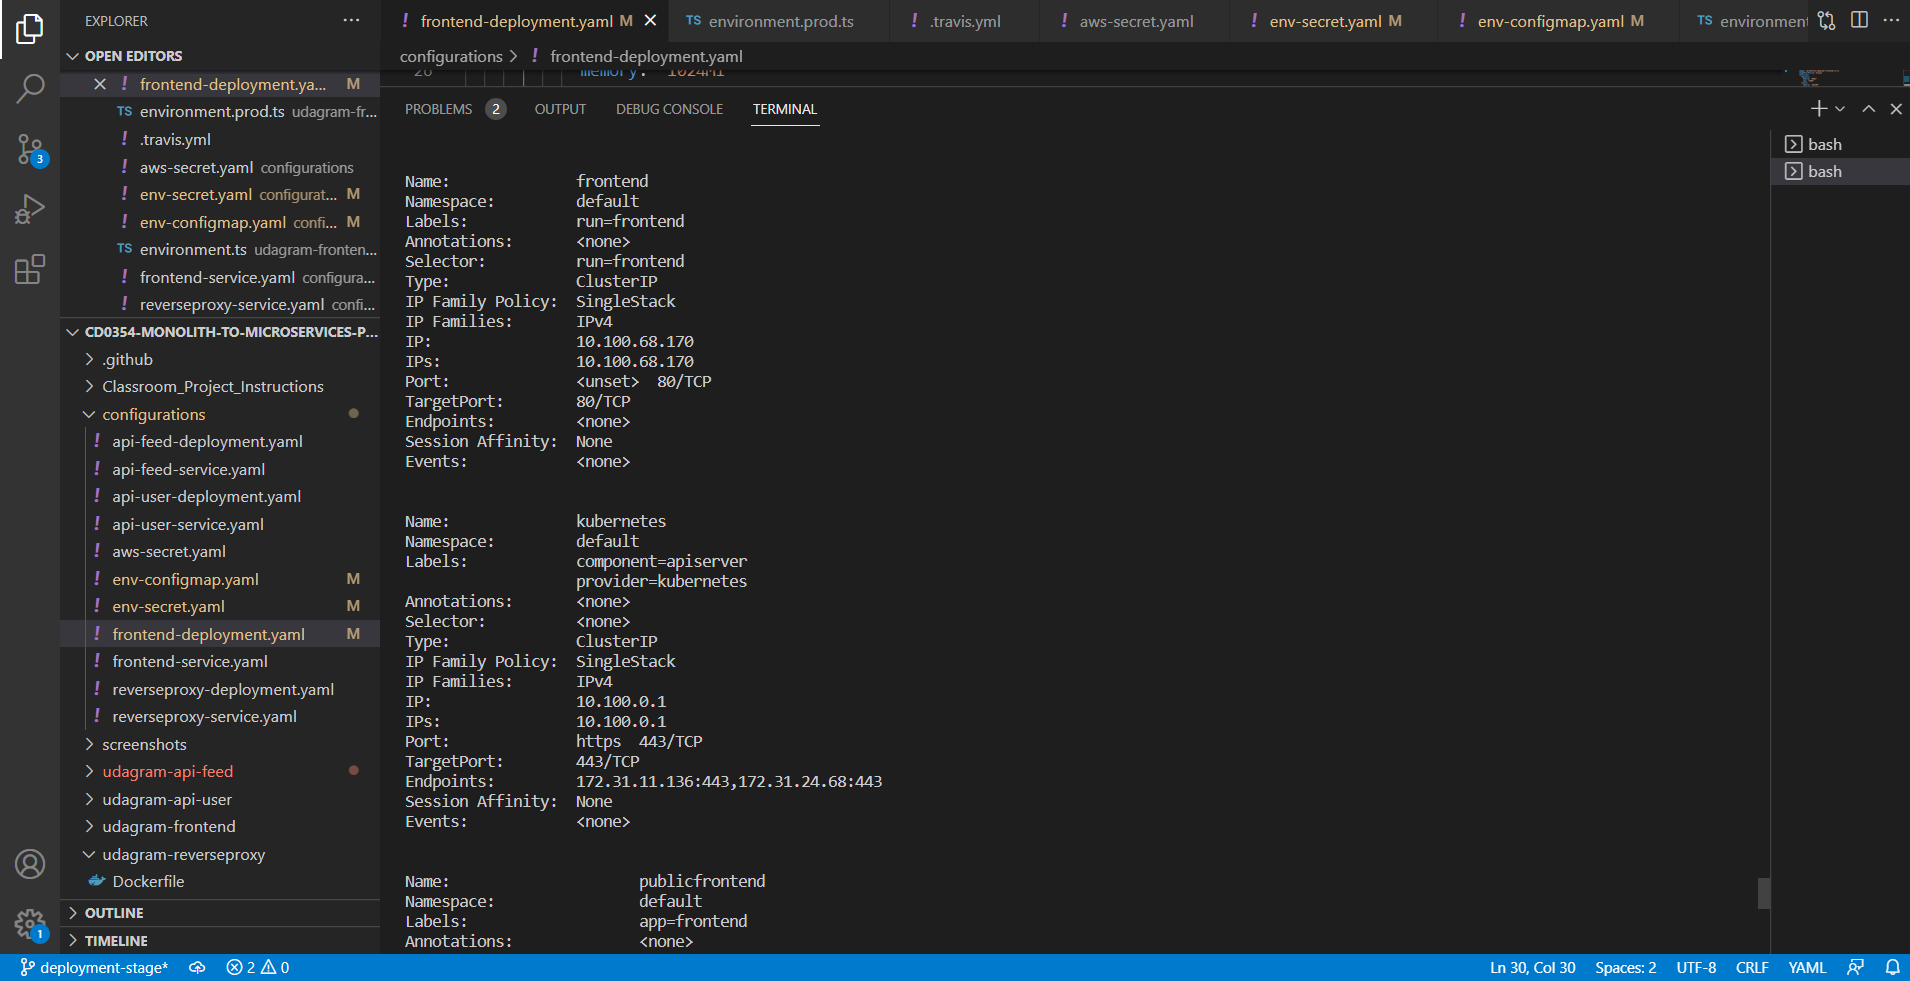 EXPLORER
OPEN EDITORS
frontend-deployment.ya... M
TS environment.prod.ts udagram-fr...
! .travis.yml
! aws-secret.yaml configurations
! env-secret.yaml configurat... M
! env-configmap.yaml confi... M
TS environment.ts udagram-fronten...
! frontend-service.yaml configura...
! reverseproxy-service.yaml confi...
CD0354-MONOLITH-TO-MICROSERVICES-P...
.github
Classroom_Project_Instructions
configurations
! api-feed-deployment.yaml
! api-feed-service.yaml
! api-user-deployment.yaml
! api-user-service.yaml
! aws-secret.yaml
! env-configmap.yaml M
! env-secret.yaml M
! frontend-deployment.yaml M
! frontend-service.yaml
! reverseproxy-deployment.yaml
! reverseproxy-service.yaml
screenshots
udagram-api-feed
udagram-api-user
udagram-frontend
udagram-reverseproxy
Dockerfile
OUTLINE
TIMELINE
3
1
! frontend-deployment.yaml M
TS environment.prod.ts
! .travis.yml
! aws-secret.yaml
! env-secret.yaml M
! env-configmap.yaml M
TS environment
configurations > ! frontend-deployment.yaml
26 memory: 1024Mi
PROBLEMS 2 OUTPUT DEBUG CONSOLE TERMINAL
bash
bash
Name: frontend
Namespace: default
Labels: run=frontend
Annotations: <none>
Selector: run=frontend
Type: ClusterIP
IP Family Policy: SingleStack
IP Families: IPv4
IP: 10.100.68.170
IPs: 10.100.68.170
Port: <unset> 80/TCP
TargetPort: 80/TCP
Endpoints: <none>
Session Affinity: None
Events: <none>
Name: kubernetes
Namespace: default
Labels: component=apiserver
provider=kubernetes
Annotations: <none>
Selector: <none>
Type: ClusterIP
IP Family Policy: SingleStack
IP Families: IPv4
IP: 10.100.0.1
IPs: 10.100.0.1
Port: https 443/TCP
TargetPort: 443/TCP
Endpoints: 172.31.11.136:443,172.31.24.68:443
Session Affinity: None
Events: <none>
Name: publicfrontend
Namespace: default
Labels: app=frontend
Annotations: <none>
deployment-stage* 2 0 Ln 30, Col 30 Spaces: 2 UTF-8 CRLF YAML